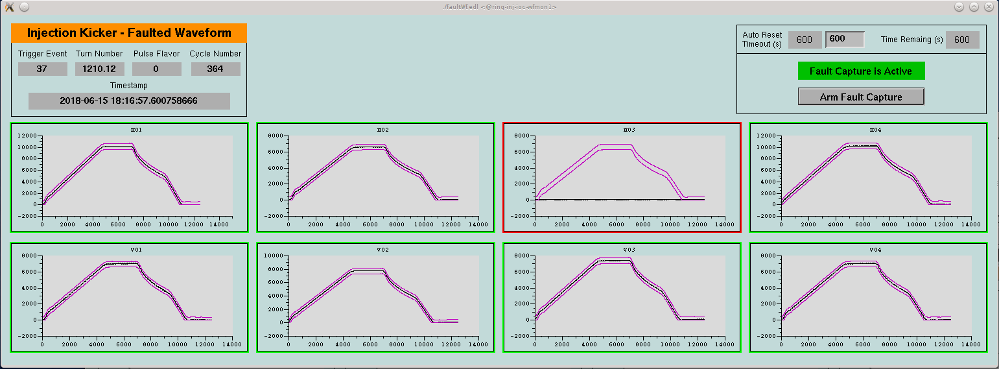 ./faultWf.edl <@ring-inj-ioc-wfmon1>
Injection Kicker - Faulted Waveform
Trigger Event Turn Number Pulse Flavor Cycle Number
37 1210.12 0 364
Timestamp
2018-06-15 18:16:57.600758666
Auto Reset
Timeout (s)
600 600 Time Remaing (s) 600
Fault Capture is Active
Arm Fault Capture
H01
12000
10000
8000
6000
4000
2000
0
-2000
0 2000 4000 6000 8000 10000 12000 14000
H02
8000
6000
4000
2000
0
-2000
0 2000 4000 6000 8000 10000 12000 14000
H03
8000
6000
4000
2000
0
-2000
0 2000 4000 6000 8000 10000 12000 14000
H04
12000
10000
8000
6000
4000
2000
0
-2000
0 2000 4000 6000 8000 10000 12000 14000
V01
8000
6000
4000
2000
0
-2000
0 2000 4000 6000 8000 10000 12000 14000
V02
10000
8000
6000
4000
2000
0
-2000
0 2000 4000 6000 8000 10000 12000 14000
V03
8000
6000
4000
2000
0
-2000
0 2000 4000 6000 8000 10000 12000 14000
V04
8000
6000
4000
2000
0
-2000
0 2000 4000 6000 8000 10000 12000 14000